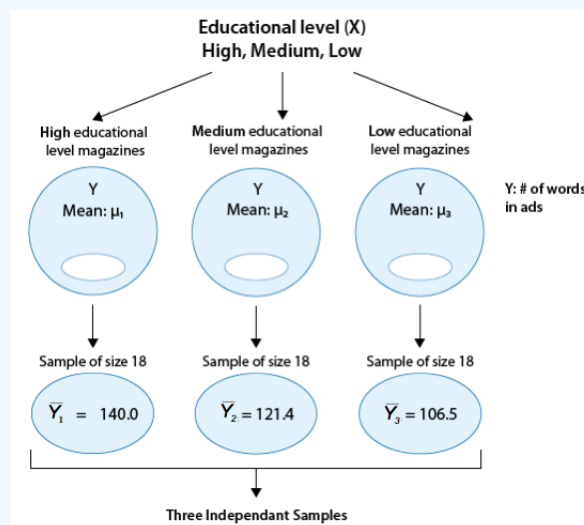 Educational level (X)
High, Medium, Low
High educational
level magazines
Medium educational
level magazines
Low educational
level magazines
Y
Mean: μ₁
Y
Mean: μ₂
Y
Mean: μ₃
Y: # of words
in ads
Sample of size 18
Sample of size 18
Sample of size 18
Y̅₁ = 140.0
Y̅₂ = 121.4
Y̅₃ = 106.5
Three Independant Samples